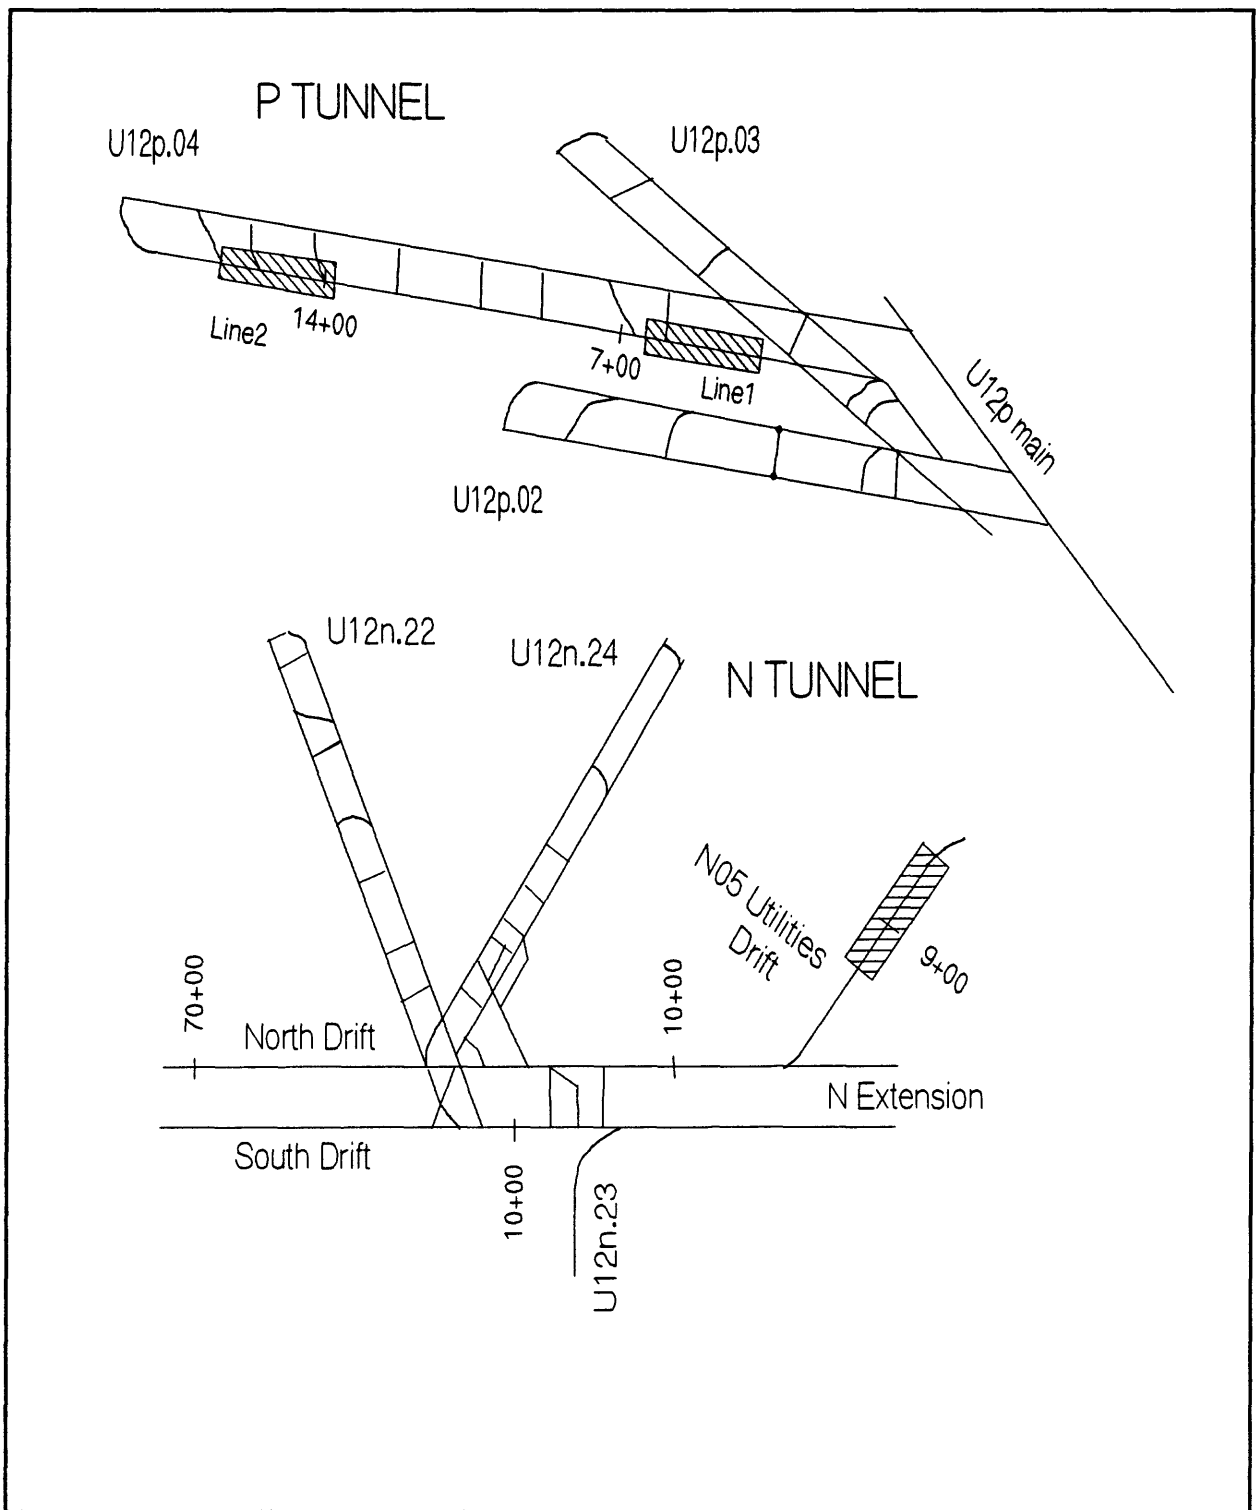 P TUNNEL
U12p.04
U12p.03
Line2
14+00
7+00
Line1
U12p main
U12p.02
U12n.22
U12n.24
N TUNNEL
N05 Utilities
Drift
9+00
70+00
10+00
North Drift
N Extension
South Drift
10+00
U12n.23